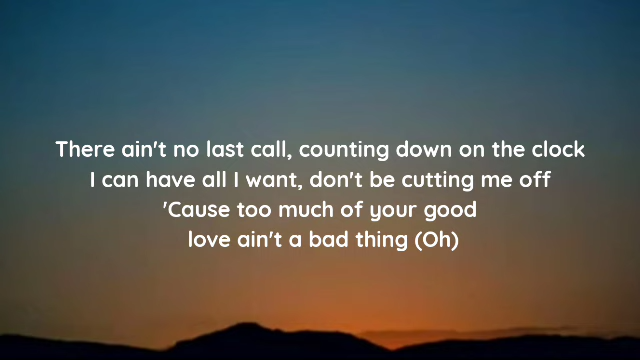 There ain't no last call, counting down on the clock
I can have all I want, don't be cutting me off
'Cause too much of your good
love ain't a bad thing (Oh)